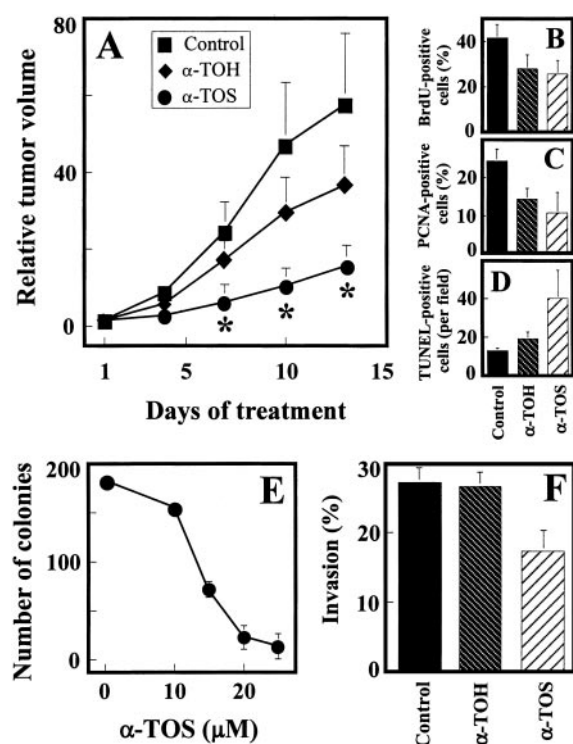 80
40
0
Relative tumor volume
A
Control
α-TOH
α-TOS
*
*
*
1
5
10
15
Days of treatment
B
BrdU-positive
cells (%)
40
20
0
C
PCNA-positive
cells (%)
20
10
0
D
TUNEL-positive
cells (per field)
40
20
0
Control
α-TOH
α-TOS
E
Number of colonies
200
100
0
0
10
20
α-TOS (μM)
F
Invasion (%)
30
20
10
0
Control
α-TOH
α-TOS